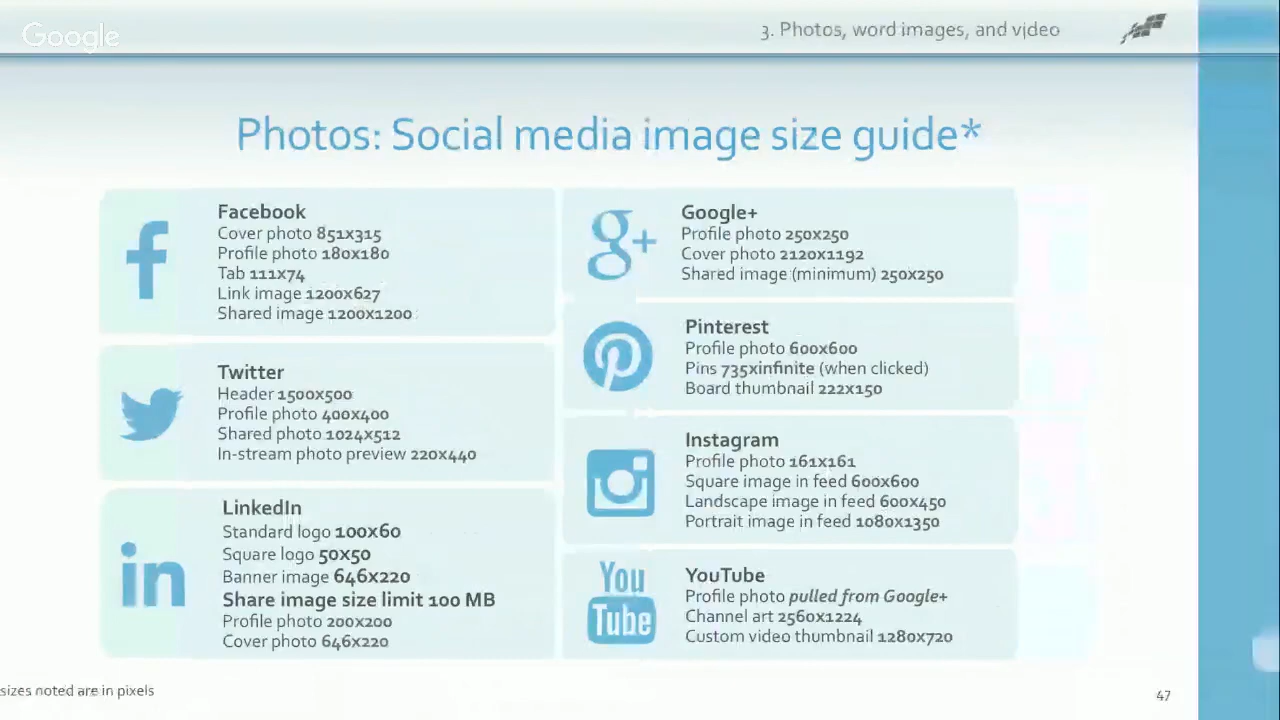 Google
3. Photos, word images, and video
Photos: Social media image size guide*
Facebook
Cover photo 851x315
Profile photo 180x180
Tab 111x74
Link image 1200x627
Shared image 1200x1200
Twitter
Header 1500x500
Profile photo 400x400
Shared photo 1024x512
In-stream photo preview 220x440
in
LinkedIn
Standard logo 100x60
Square logo 50x50
Banner image 646x220
Share image size limit 100 MB
Profile photo 200x200
Cover photo 646x220
g+
Google+
Profile photo 250x250
Cover photo 2120x1192
Shared image (minimum) 250x250
Pinterest
Profile photo 600x600
Pins 735xinfinite (when clicked)
Board thumbnail 222x150
Instagram
Profile photo 161x161
Square image in feed 600x600
Landscape image in feed 600x450
Portrait image in feed 1080x1350
You
Tube
YouTube
Profile photo pulled from Google+
Channel art 2560x1224
Custom video thumbnail 1280x720
sizes noted are in pixels
47